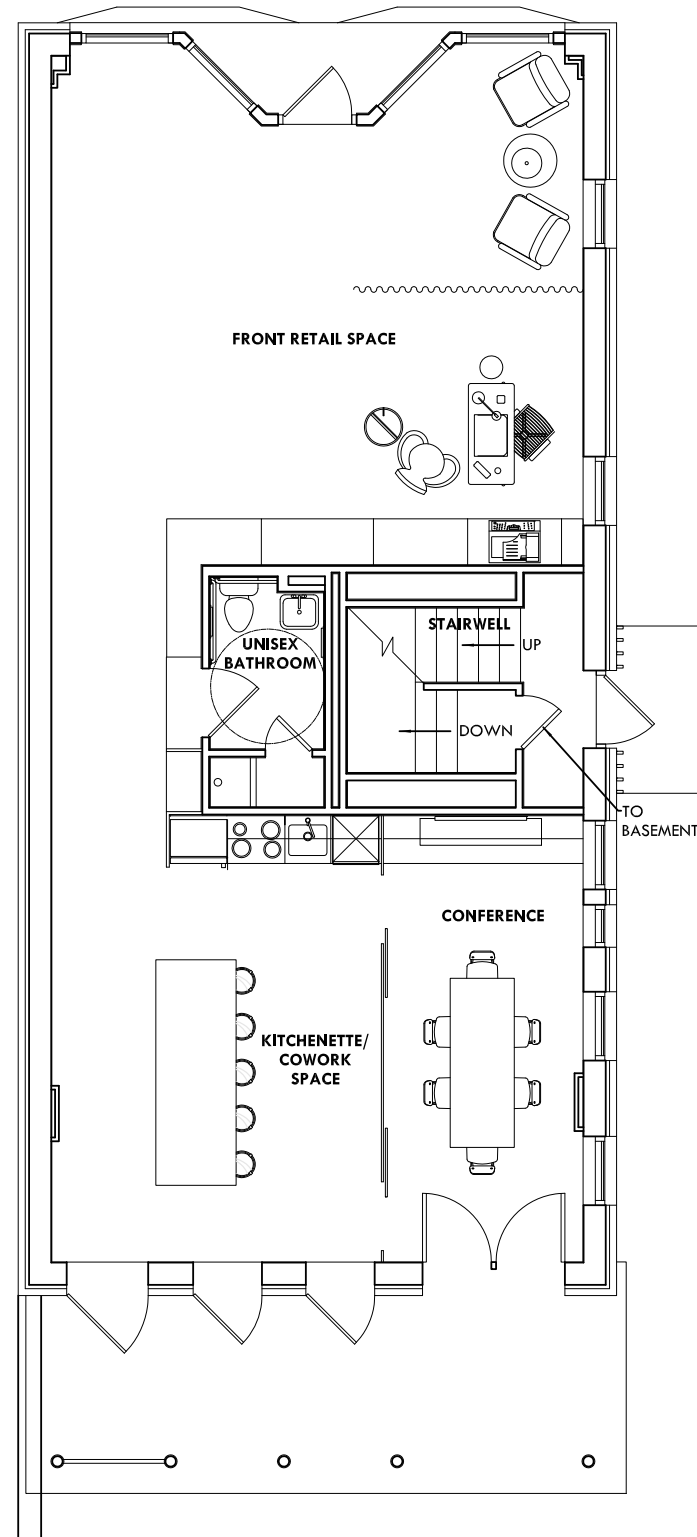 FRONT RETAIL SPACE
STAIRWELL
UP
UNISEX
BATHROOM
DOWN
TO
BASEMENT
CONFERENCE
KITCHENETTE/
COWORK
SPACE